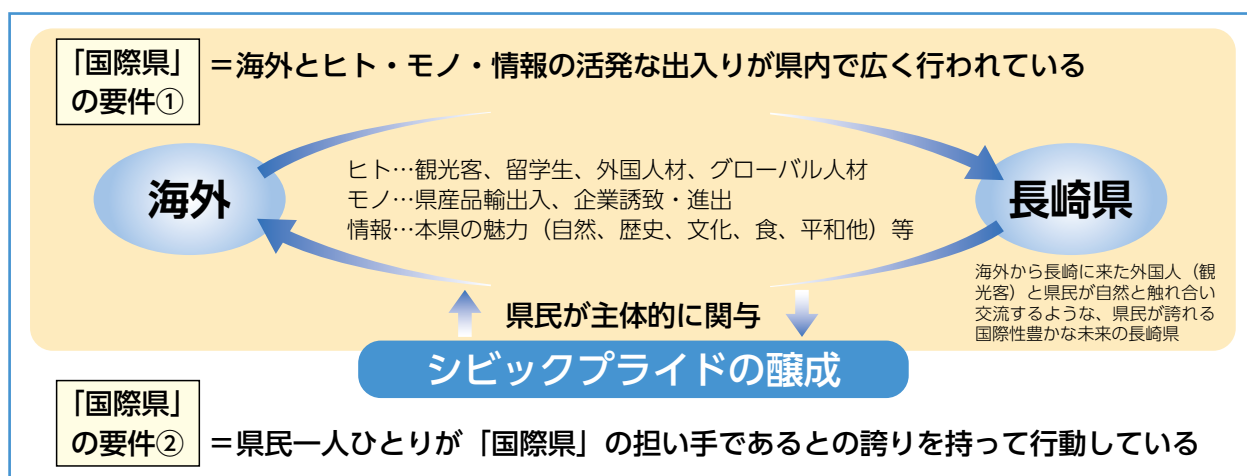 「国際県」
の要件①
＝海外とヒト・モノ・情報の活発な出入りが県内で広く行われている
海外
ヒト…観光客、留学生、外国人材、グローバル人材
モノ…県産品輸出入、企業誘致・進出
情報…本県の魅力（自然、歴史、文化、食、平和他）等
長崎県
海外から長崎に来た外国人（観
光客）と県民が自然と触れ合い
交流するような、県民が誇れる
国際性豊かな未来の長崎県
県民が主体的に関与
シビックプライドの醸成
「国際県」
の要件②
＝県民一人ひとりが「国際県」の担い手であるとの誇りを持って行動している